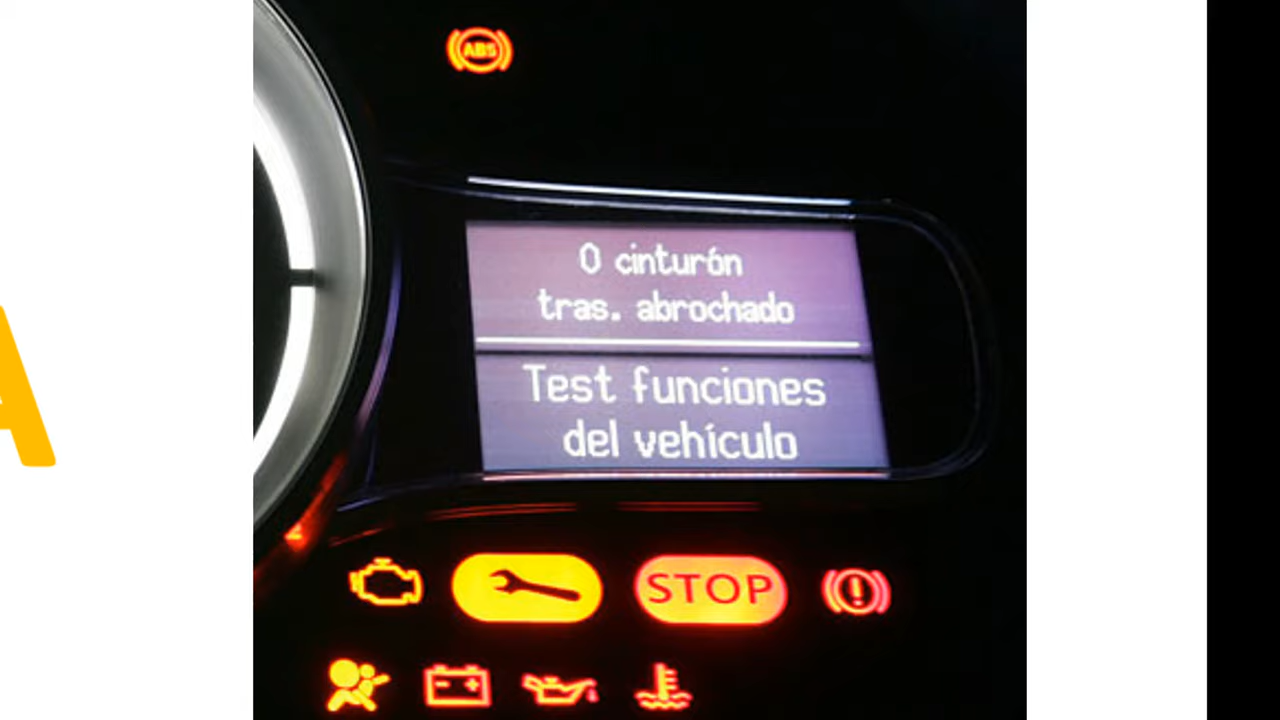 A
ABS
0 cinturón
tras. abrochado
Test funciones
del vehículo
STOP